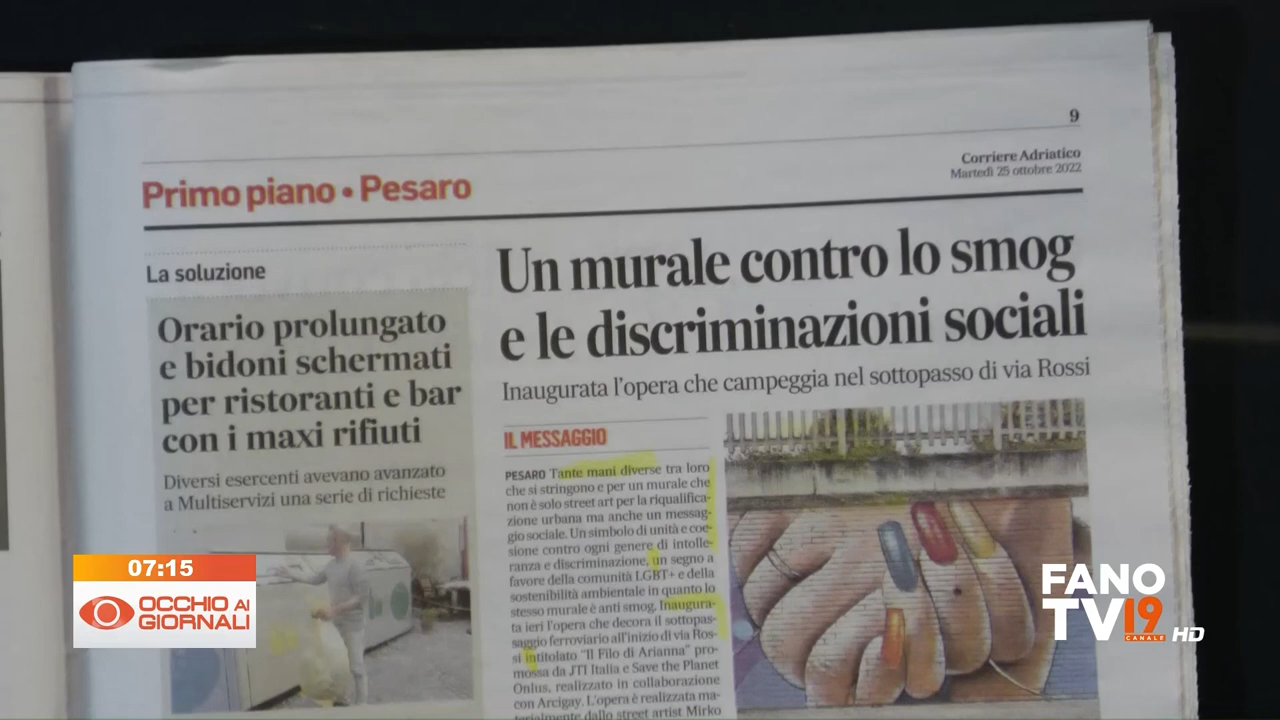 9
Corriere Adriatico
Martedì 25 ottobre 2022
Primo piano • Pesaro
La soluzione
Orario prolungato
e bidoni schermati
per ristoranti e bar
con i maxi rifiuti
Diversi esercenti avevano avanzato
a Multiservizi una serie di richieste
Un murale contro lo smog
e le discriminazioni sociali
Inaugurata l'opera che campeggia nel sottopasso di via Rossi
IL MESSAGGIO
PESARO Tante mani diverse tra loro
che si stringono e per un murale che
non è solo street art per la riqualifica-
zione urbana ma anche un messag-
gio sociale. Un simbolo di unità e coe-
sione contro ogni genere di intolle-
ranza e discriminazione, un segno a
favore della comunità LGBT+ e della
sostenibilità ambientale in quanto lo
stesso murale è anti smog. Inaugura-
ta ieri l'opera che decora il sottopas-
saggio ferroviario all'inizio di via Ros-
si intitolato "Il Filo di Arianna" pro-
mossa da JTI Italia e Save the Planet
Onlus, realizzato in collaborazione
con Arcigay. L'opera è realizzata ma-
terialmente dallo street artist Mirko
07:15
OCCHIO AI
GIORNALI
FANO
TV19
CANALE
HD